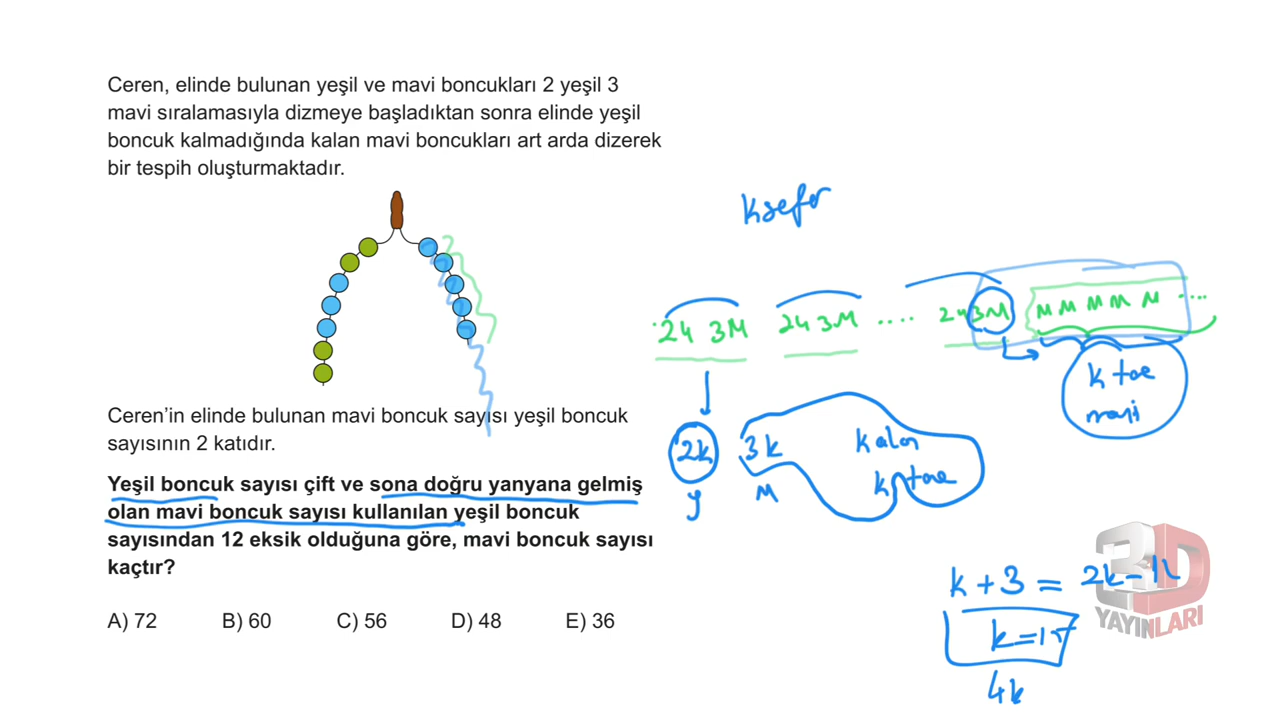 Ceren, elinde bulunan yeşil ve mavi boncukları 2 yeşil 3
mavi sıralamasıyla dizmeye başladıktan sonra elinde yeşil
boncuk kalmadığında kalan mavi boncukları art arda dizerek
bir tespih oluşturmaktadır.
k sefer
2y 3M 2y 3M .... 2y 3M M M M M M ....
k tane
mavi
Ceren'in elinde bulunan mavi boncuk sayısı yeşil boncuk
sayısının 2 katıdır.
2k 3k kalan
k tane
y M
Yeşil boncuk sayısı çift ve sona doğru yanyana gelmiş
olan mavi boncuk sayısı kullanılan yeşil boncuk
sayısından 12 eksik olduğuna göre, mavi boncuk sayısı
kaçtır?
A) 72 B) 60 C) 56 D) 48 E) 36
k + 3 = 2k - 12
k = 15
4k
3D
YAYINLARI